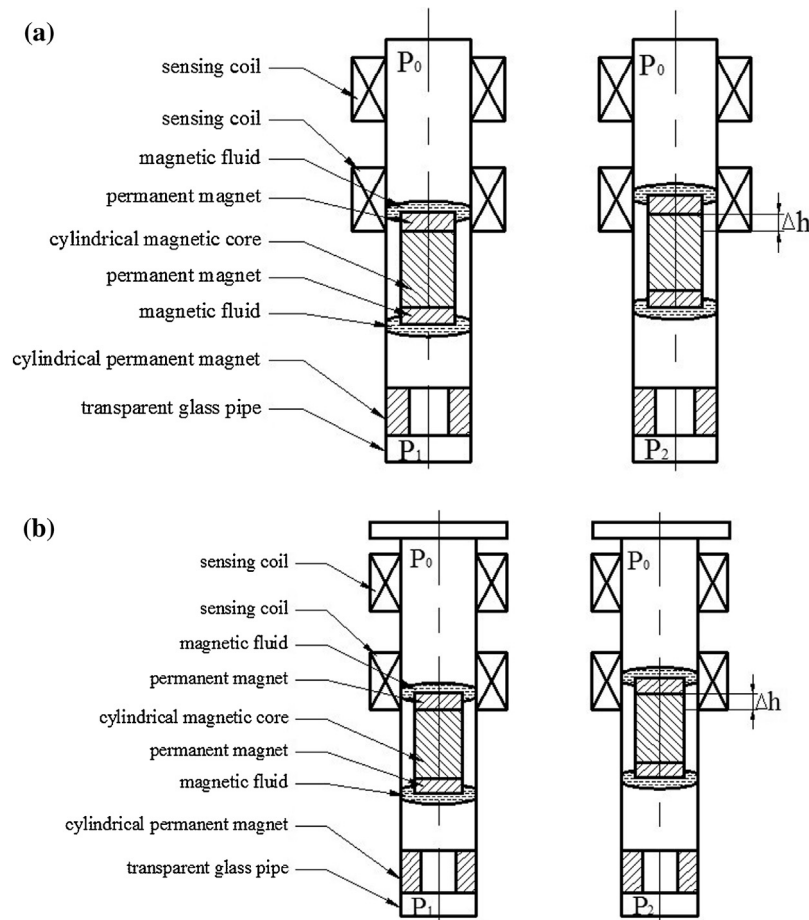 (a)
P0
P0
sensing coil
sensing coil
magnetic fluid
permanent magnet
cylindrical magnetic core
Δh
permanent magnet
magnetic fluid
cylindrical permanent magnet
transparent glass pipe
P1
P2
(b)
P0
P0
sensing coil
sensing coil
magnetic fluid
permanent magnet
Δh
cylindrical magnetic core
permanent magnet
magnetic fluid
cylindrical permanent magnet
transparent glass pipe
P1
P2